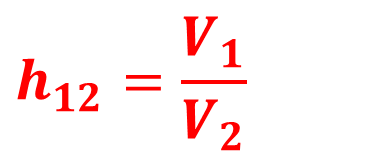 h₁₂ = V₁ / V₂